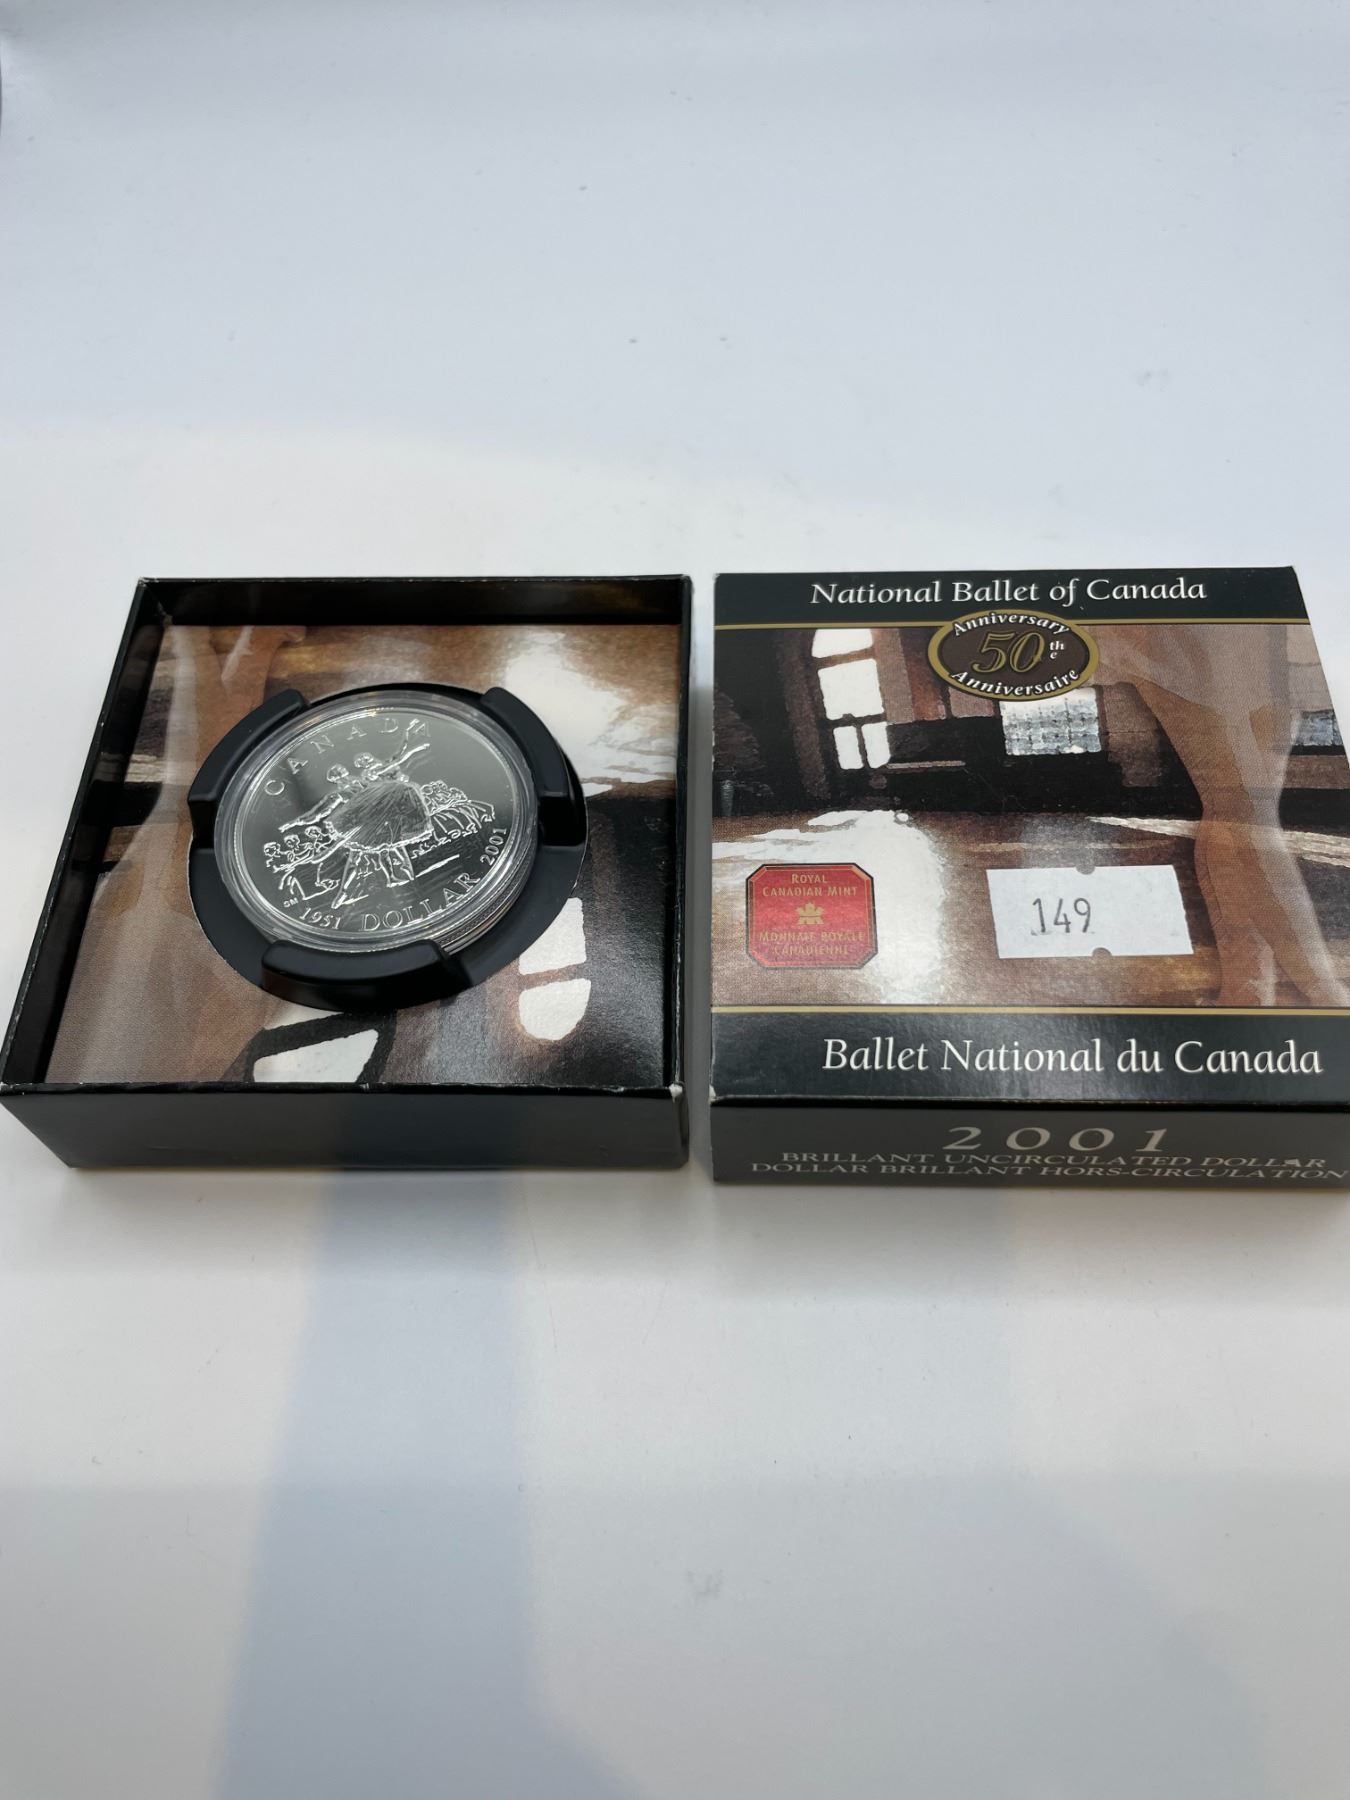 CANADA
1951 DOLLAR 2001
GM
National Ballet of Canada
Anniversary
50th
e
Anniversaire
ROYAL
CANADIAN MINT
MONNAIE ROYALE
CANADIENNE
149
Ballet National du Canada
2001
BRILLANT UNCIRCULATED DOLLAR
DOLLAR BRILLANT HORS-CIRCULATION